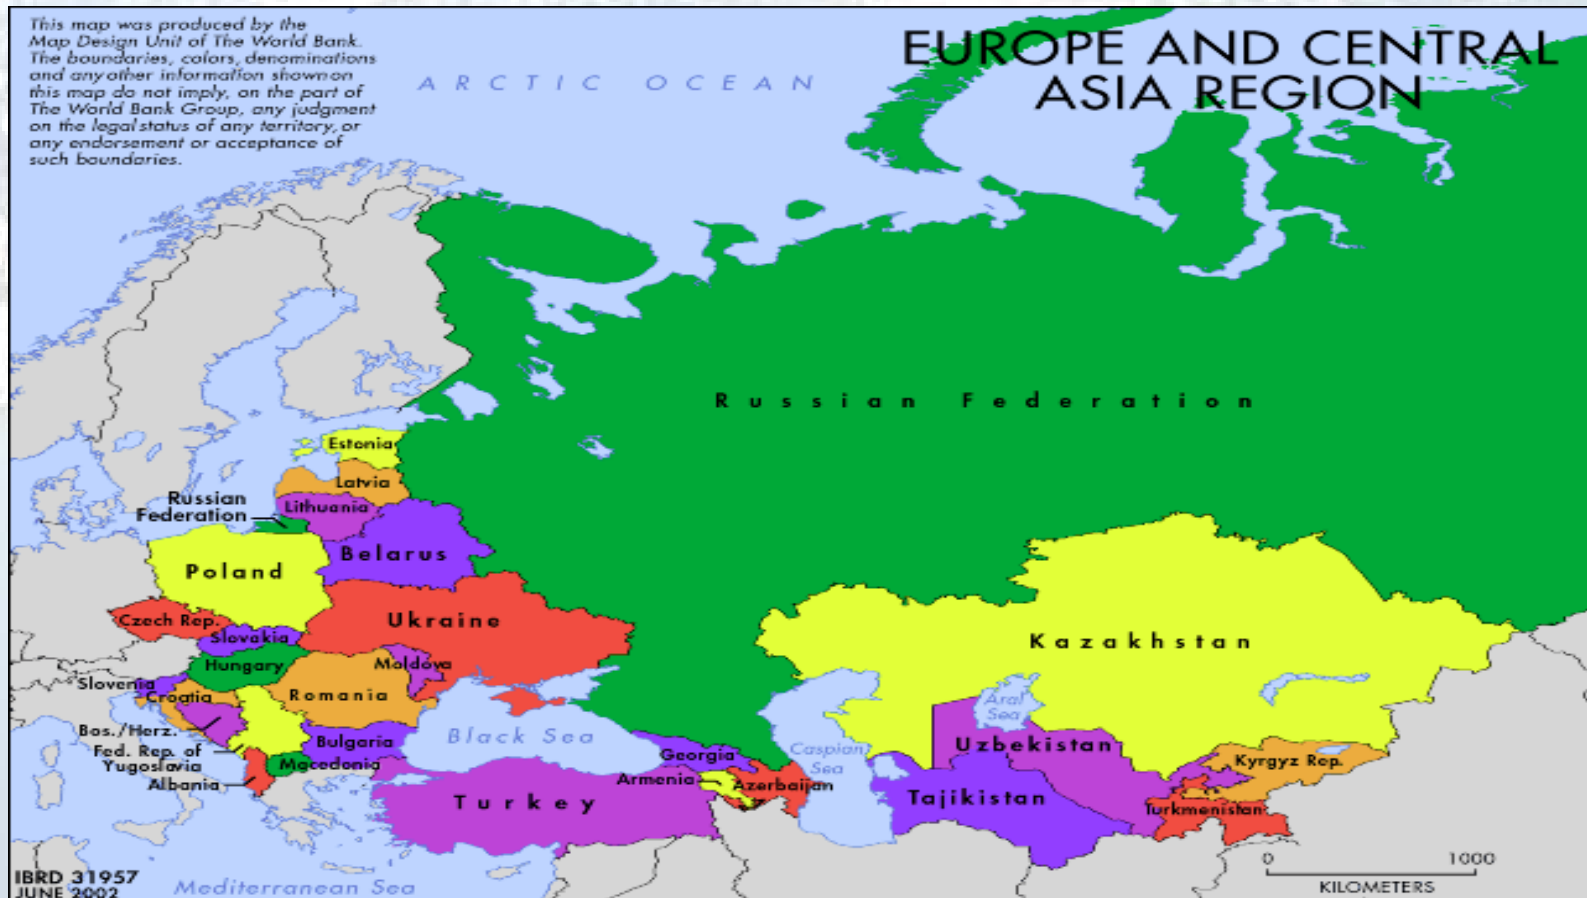 This map was produced by the
Map Design Unit of The World Bank.
The boundaries, colors, denominations
and any other information shown on
this map do not imply, on the part of
The World Bank Group, any judgment
on the legal status of any territory, or
any endorsement or acceptance of
such boundaries.
EUROPE AND CENTRAL
ASIA REGION
ARCTIC OCEAN
Russian Federation
Estonia
Latvia
Lithuania
Russian
Federation
Belarus
Poland
Ukraine
Czech Rep.
Slovakia
Kazakhstan
Hungary
Moldova
Slovenia
Croatia
Romania
Aral
Sea
Bos./Herz.
Black Sea
Bulgaria
Fed. Rep. of
Yugoslavia
Macedonia
Albania
Georgia
Caspian
Sea
Uzbekistan
Kyrgyz Rep.
Armenia
Azerbaijan
Turkey
Tajikistan
Turkmenistan
0 1000
KILOMETERS
IBRD 31957
JUNE 2002
Mediterranean Sea